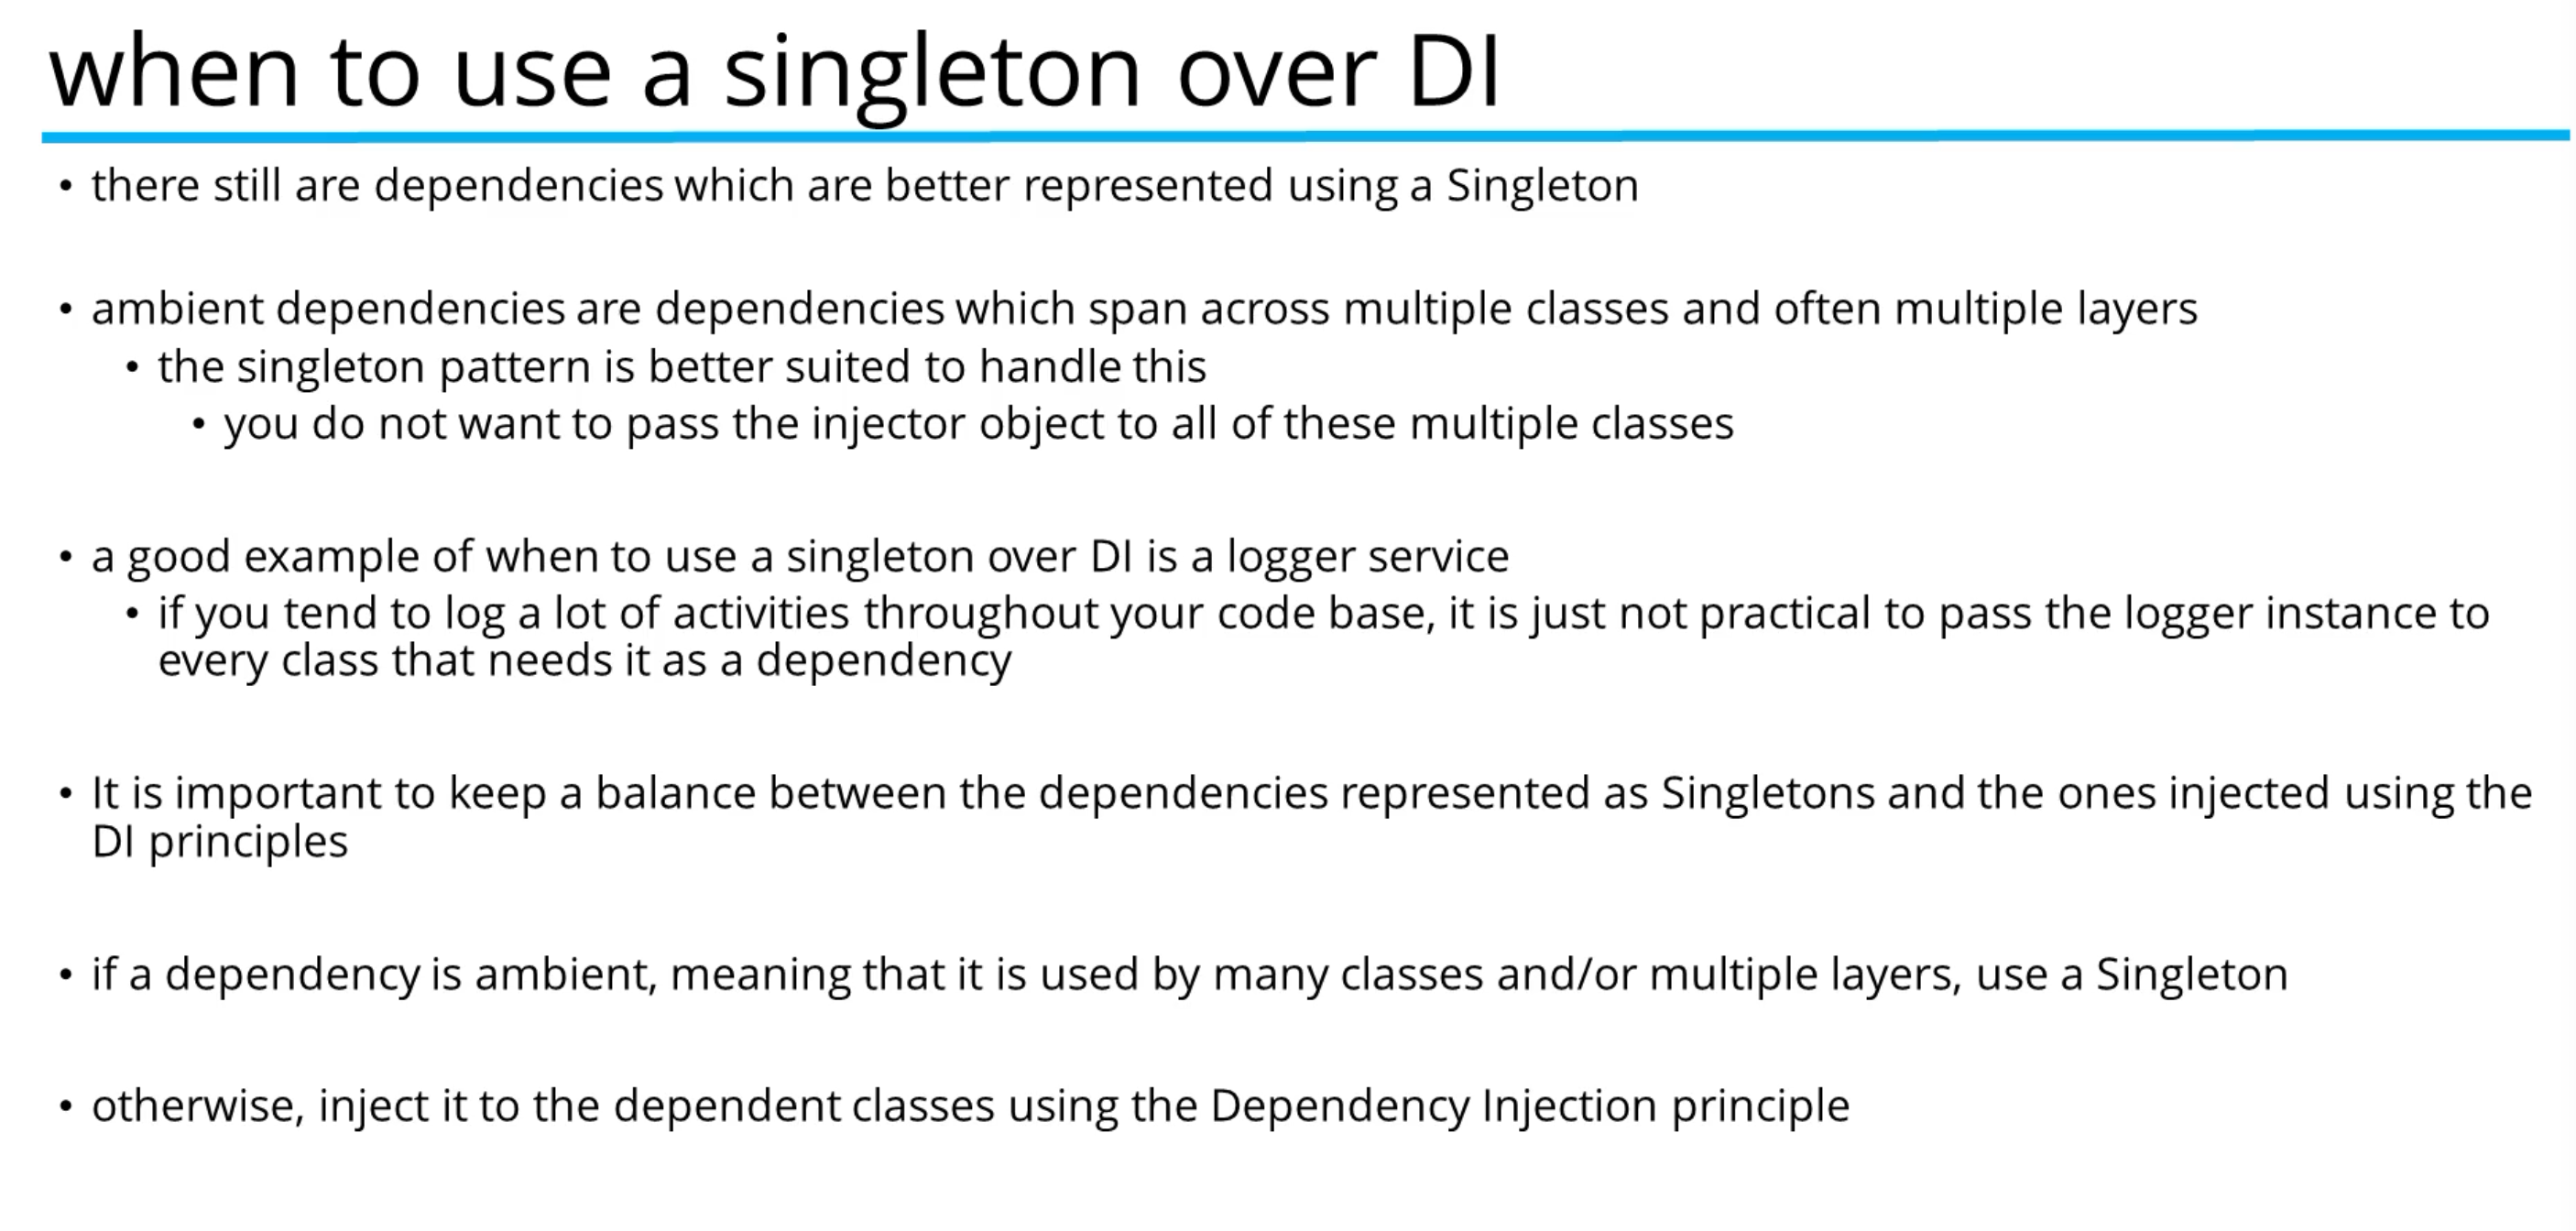 when to use a singleton over DI
• there still are dependencies which are better represented using a Singleton
• ambient dependencies are dependencies which span across multiple classes and often multiple layers
• the singleton pattern is better suited to handle this
• you do not want to pass the injector object to all of these multiple classes
• a good example of when to use a singleton over DI is a logger service
• if you tend to log a lot of activities throughout your code base, it is just not practical to pass the logger instance to
every class that needs it as a dependency
• It is important to keep a balance between the dependencies represented as Singletons and the ones injected using the
DI principles
• if a dependency is ambient, meaning that it is used by many classes and/or multiple layers, use a Singleton
• otherwise, inject it to the dependent classes using the Dependency Injection principle